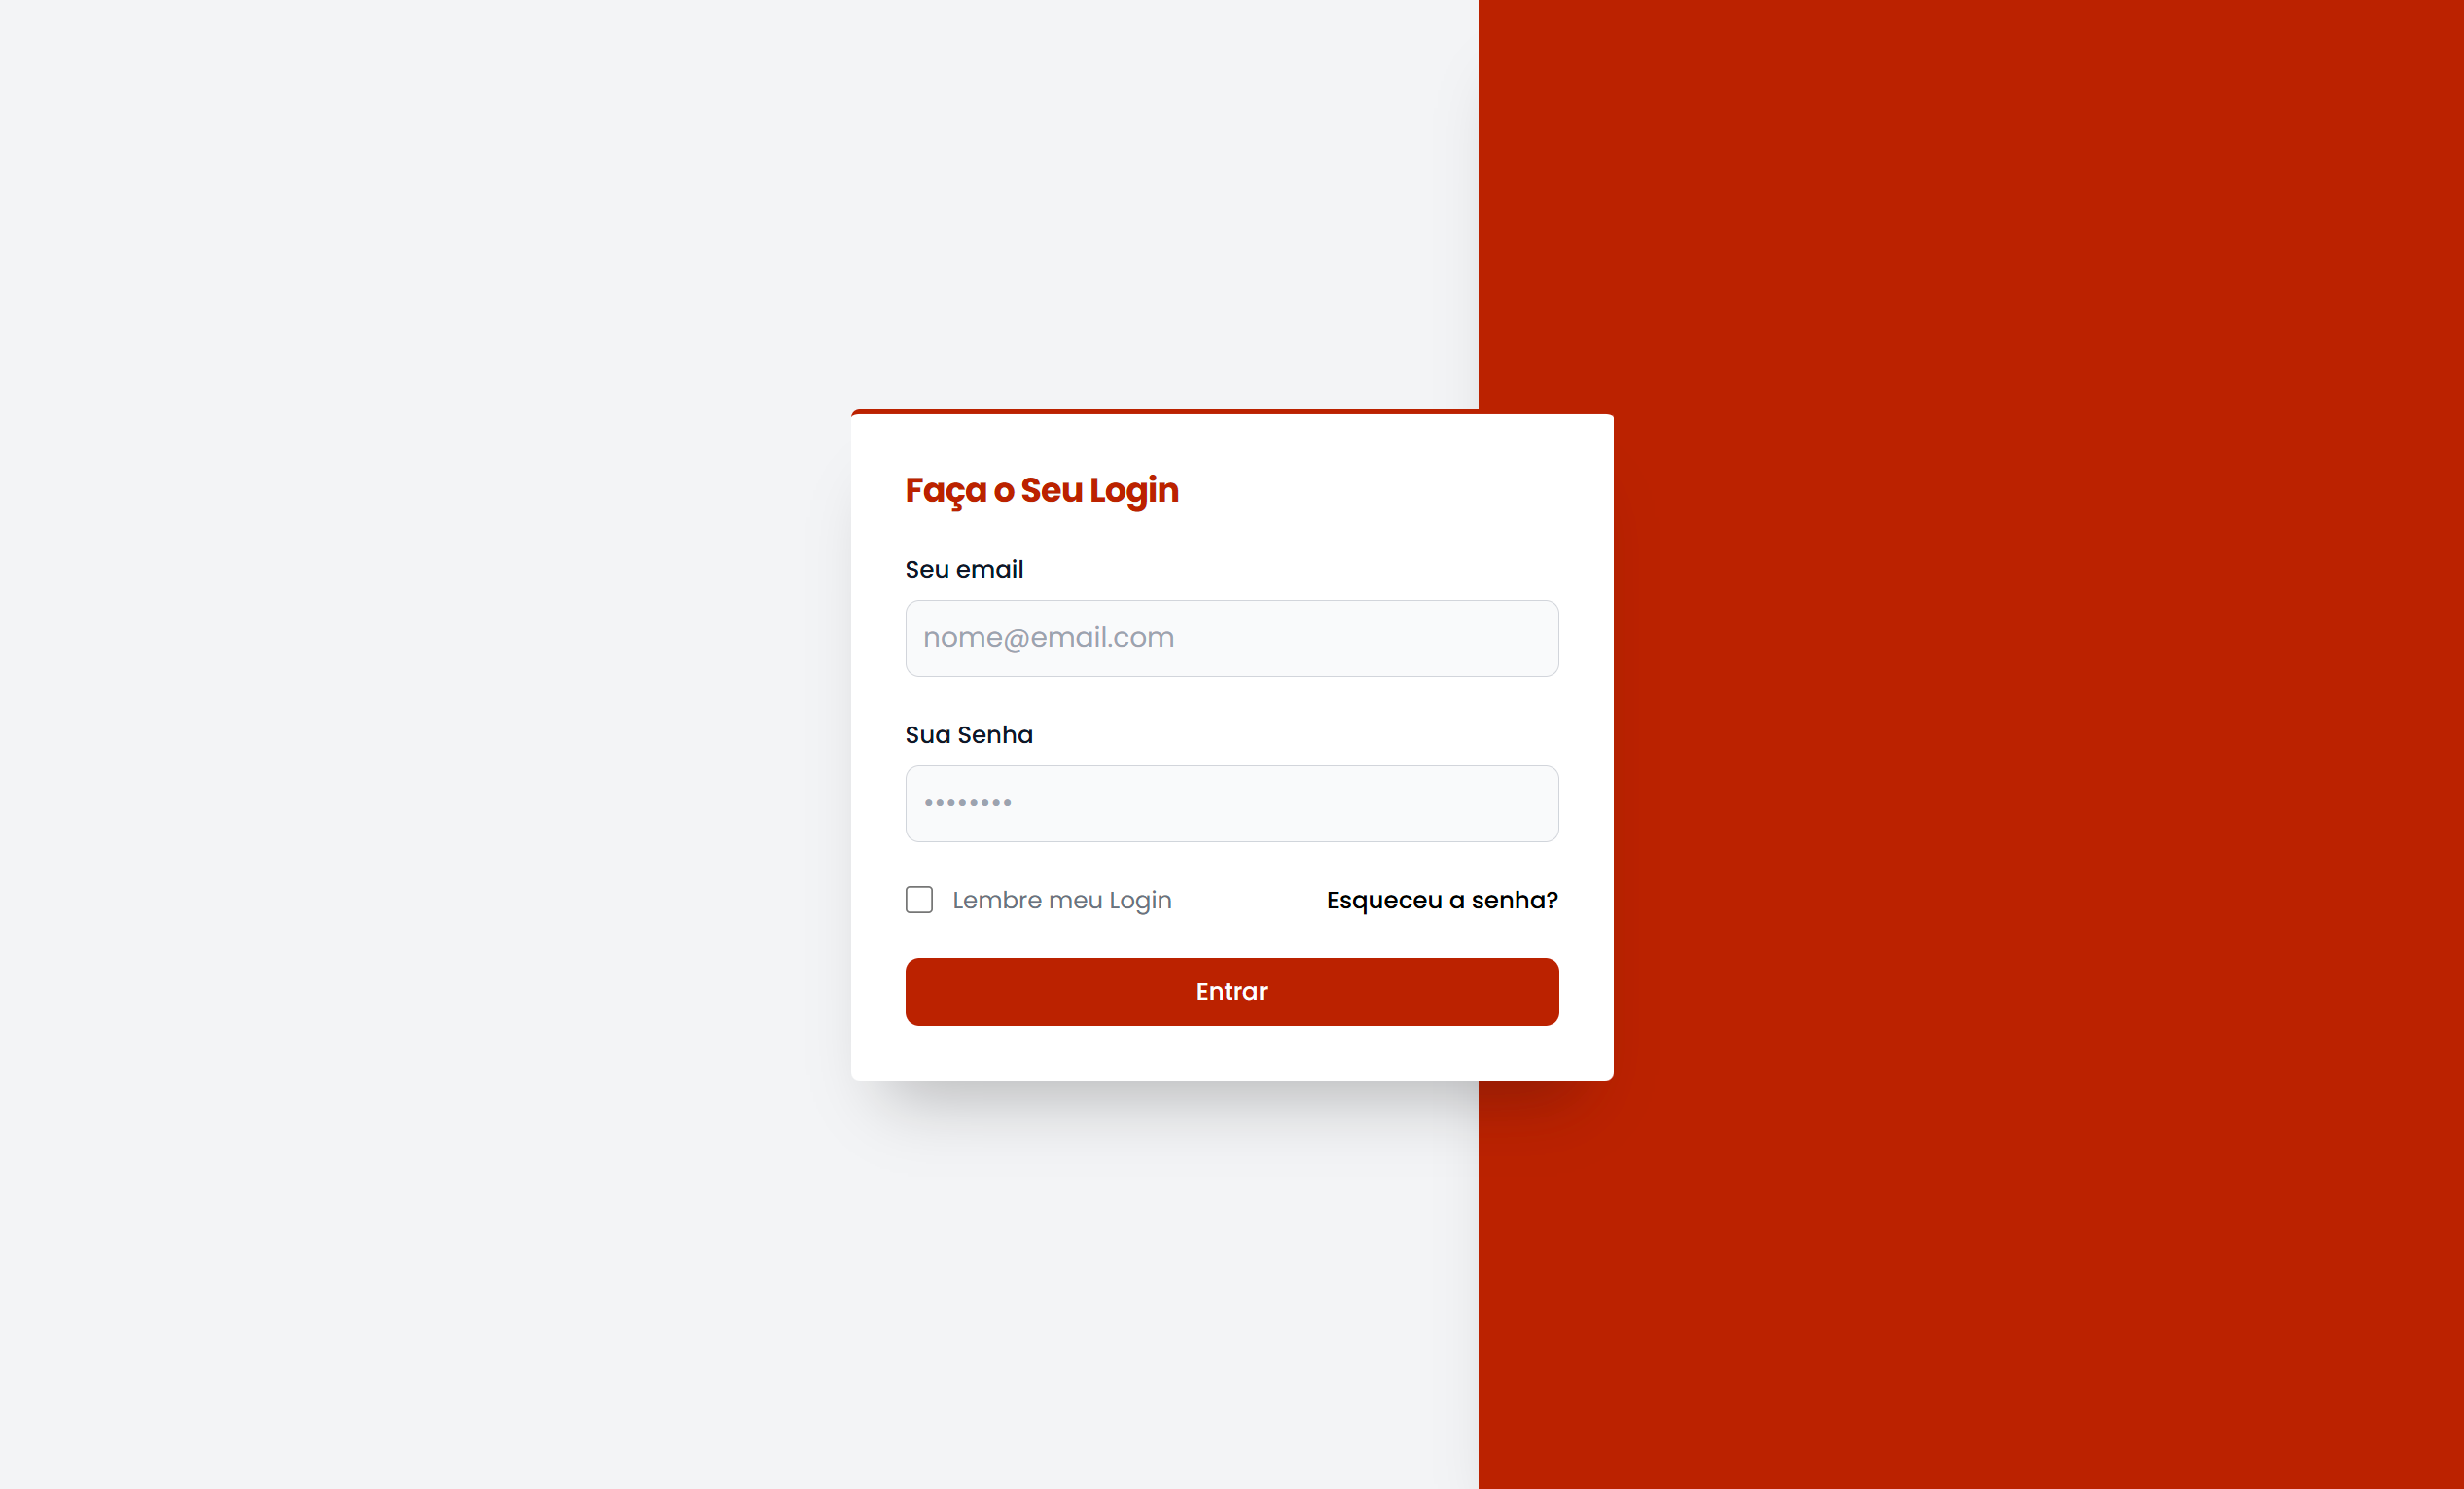 Faça o Seu Login
Seu email
nome@email.com
Sua Senha
••••••••
Lembre meu Login
Esqueceu a senha?
Entrar